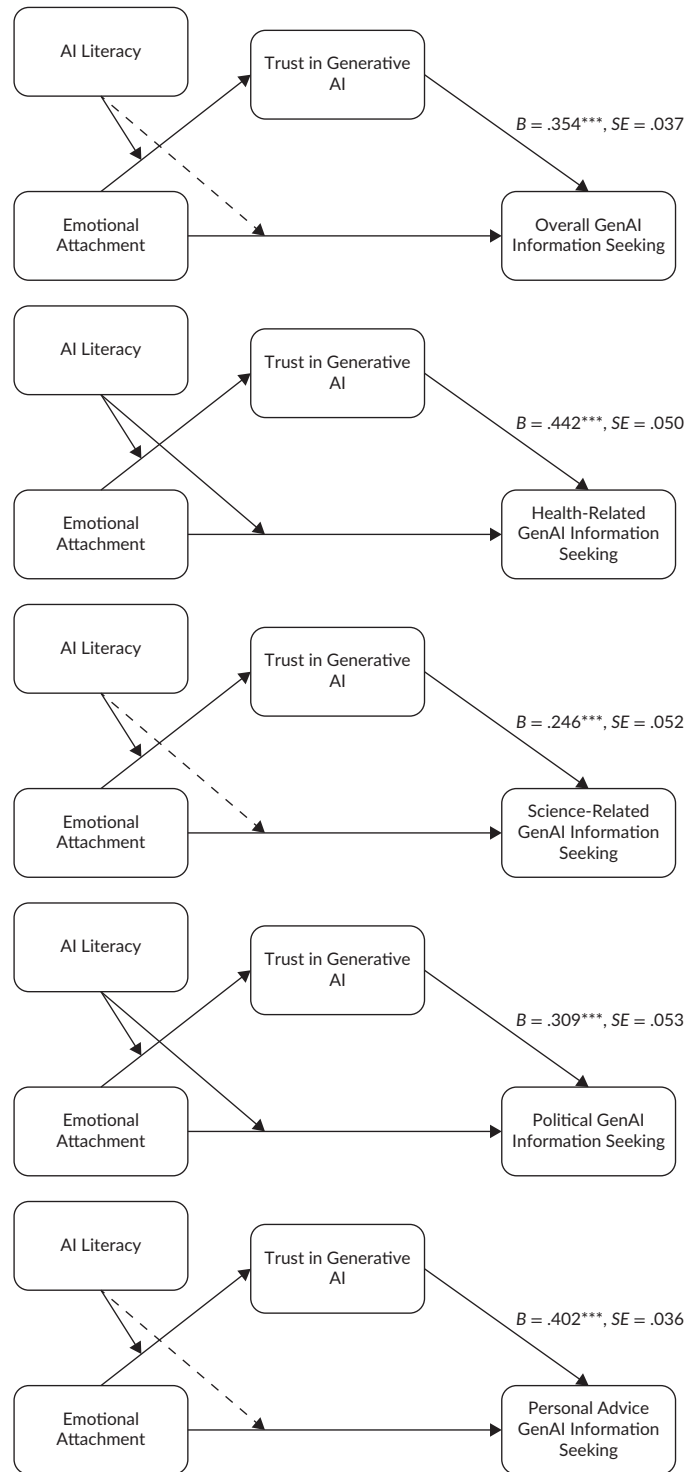 AI Literacy
Trust in Generative
AI
B = .354***, SE = .037
Emotional
Attachment
Overall GenAI
Information Seeking
AI Literacy
Trust in Generative
AI
B = .442***, SE = .050
Emotional
Attachment
Health-Related
GenAI Information
Seeking
AI Literacy
Trust in Generative
AI
B = .246***, SE = .052
Emotional
Attachment
Science-Related
GenAI Information
Seeking
AI Literacy
Trust in Generative
AI
B = .309***, SE = .053
Emotional
Attachment
Political GenAI
Information Seeking
AI Literacy
Trust in Generative
AI
B = .402***, SE = .036
Emotional
Attachment
Personal Advice
GenAI Information
Seeking